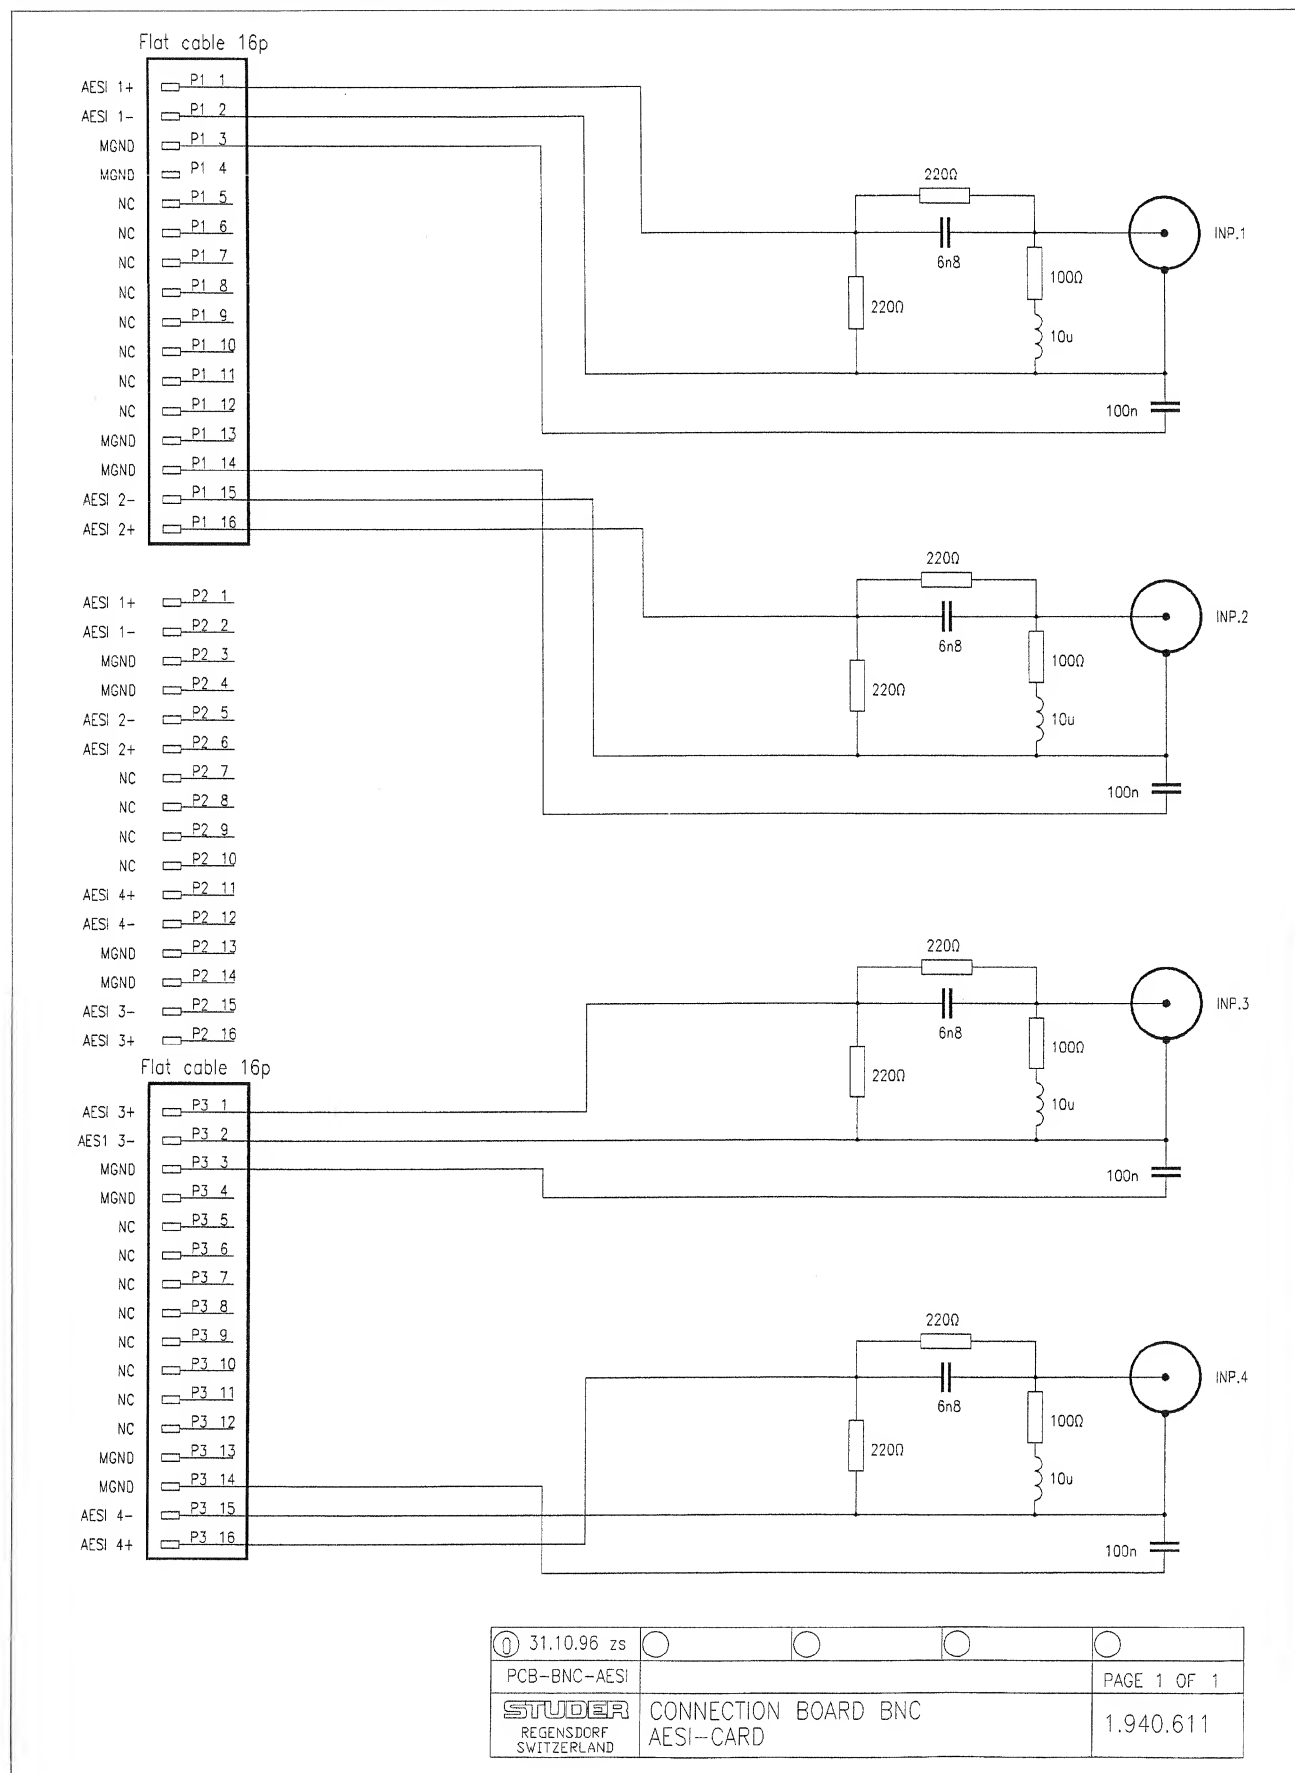 Flat cable 16p
AESI 1+ P1 1
AESI 1- P1 2
MGND P1 3
MGND P1 4
NC P1 5
NC P1 6
NC P1 7
NC P1 8
NC P1 9
NC P1 10
NC P1 11
NC P1 12
MGND P1 13
MGND P1 14
AESI 2- P1 15
AESI 2+ P1 16
220Ω
6n8
220Ω
100Ω
10u
100n
INP.1
AESI 1+ P2 1
AESI 1- P2 2
MGND P2 3
MGND P2 4
AESI 2- P2 5
AESI 2+ P2 6
NC P2 7
NC P2 8
NC P2 9
NC P2 10
AESI 4+ P2 11
AESI 4- P2 12
MGND P2 13
MGND P2 14
AESI 3- P2 15
AESI 3+ P2 16
220Ω
6n8
220Ω
100Ω
10u
100n
INP.2
Flat cable 16p
AESI 3+ P3 1
AES1 3- P3 2
MGND P3 3
MGND P3 4
NC P3 5
NC P3 6
NC P3 7
NC P3 8
NC P3 9
NC P3 10
NC P3 11
NC P3 12
MGND P3 13
MGND P3 14
AESI 4- P3 15
AESI 4+ P3 16
220Ω
6n8
220Ω
100Ω
10u
100n
INP.3
220Ω
6n8
220Ω
100Ω
10u
100n
INP.4
0 31.10.96 zs
PCB-BNC-AESI
PAGE 1 OF 1
STUDER
REGENSDORF
SWITZERLAND
CONNECTION BOARD BNC
AESI-CARD
1.940.611